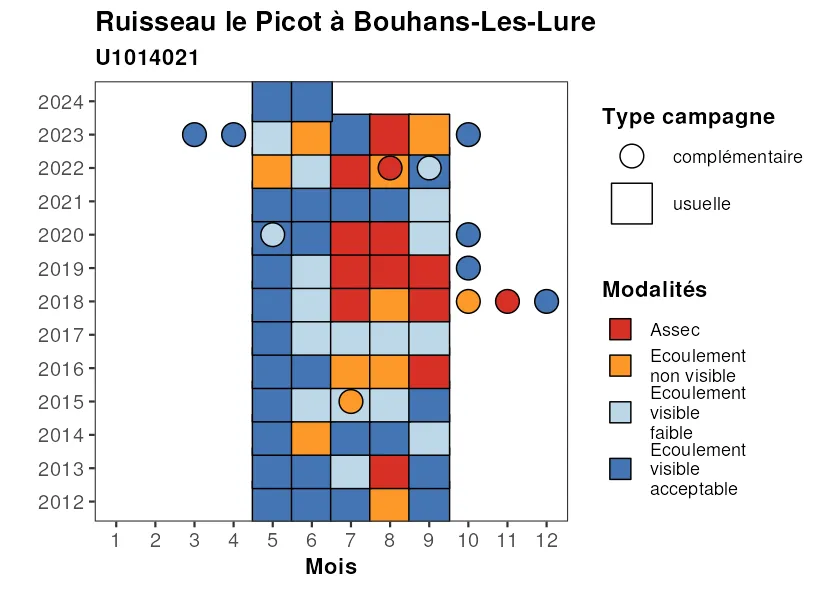 Ruisseau le Picot à Bouhans-Les-Lure
U1014021
2024
2023
2022
2021
2020
2019
2018
2017
2016
2015
2014
2013
2012
1 2 3 4 5 6 7 8 9 10 11 12
Mois
Type campagne
complémentaire
usuelle
Modalités
Assec
Ecoulement
non visible
Ecoulement
visible
faible
Ecoulement
visible
acceptable